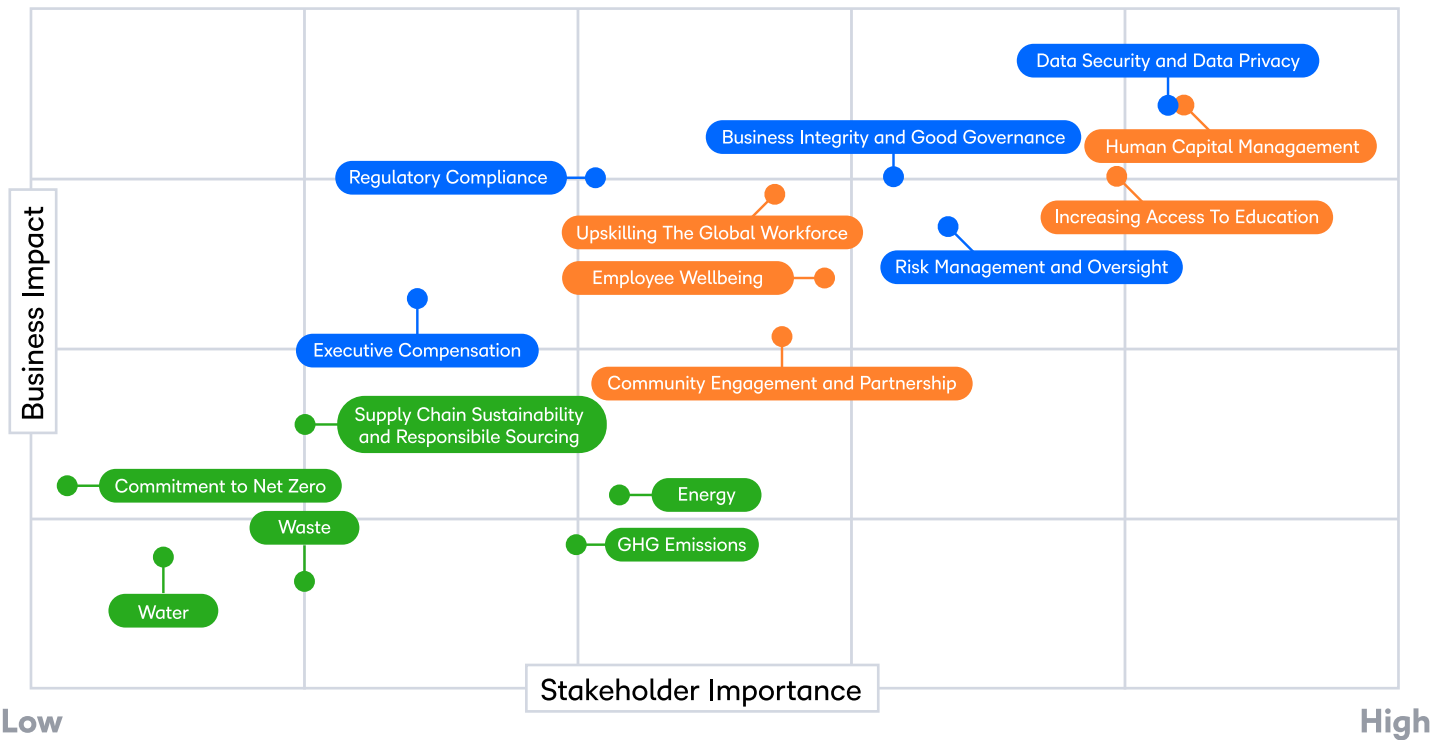 Data Security and Data Privacy
Business Integrity and Good Governance
Human Capital Managaement
Regulatory Compliance
Increasing Access To Education
Upskilling The Global Workforce
Risk Management and Oversight
Employee Wellbeing
Business Impact
Executive Compensation
Community Engagement and Partnership
Supply Chain Sustainability
and Responsibile Sourcing
Commitment to Net Zero
Energy
Waste
GHG Emissions
Water
Stakeholder Importance
Low
High